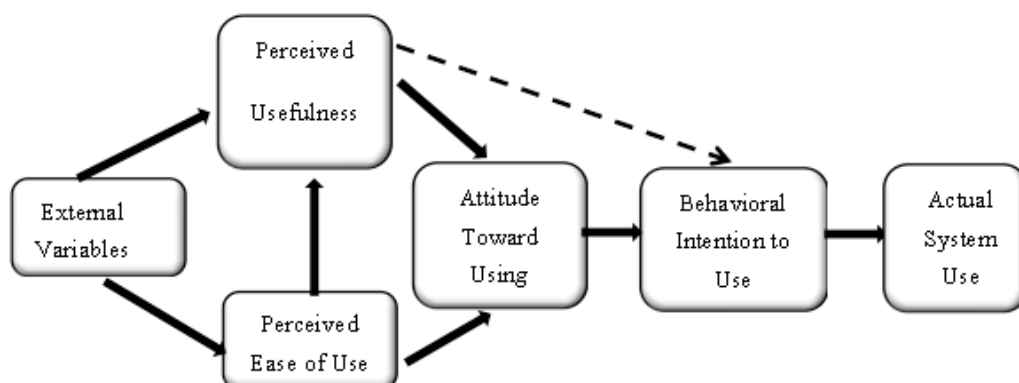 Perceived
Usefulness
External
Variables
Perceived
Ease of Use
Attitude
Toward
Using
Behavioral
Intention to
Use
Actual
System
Use